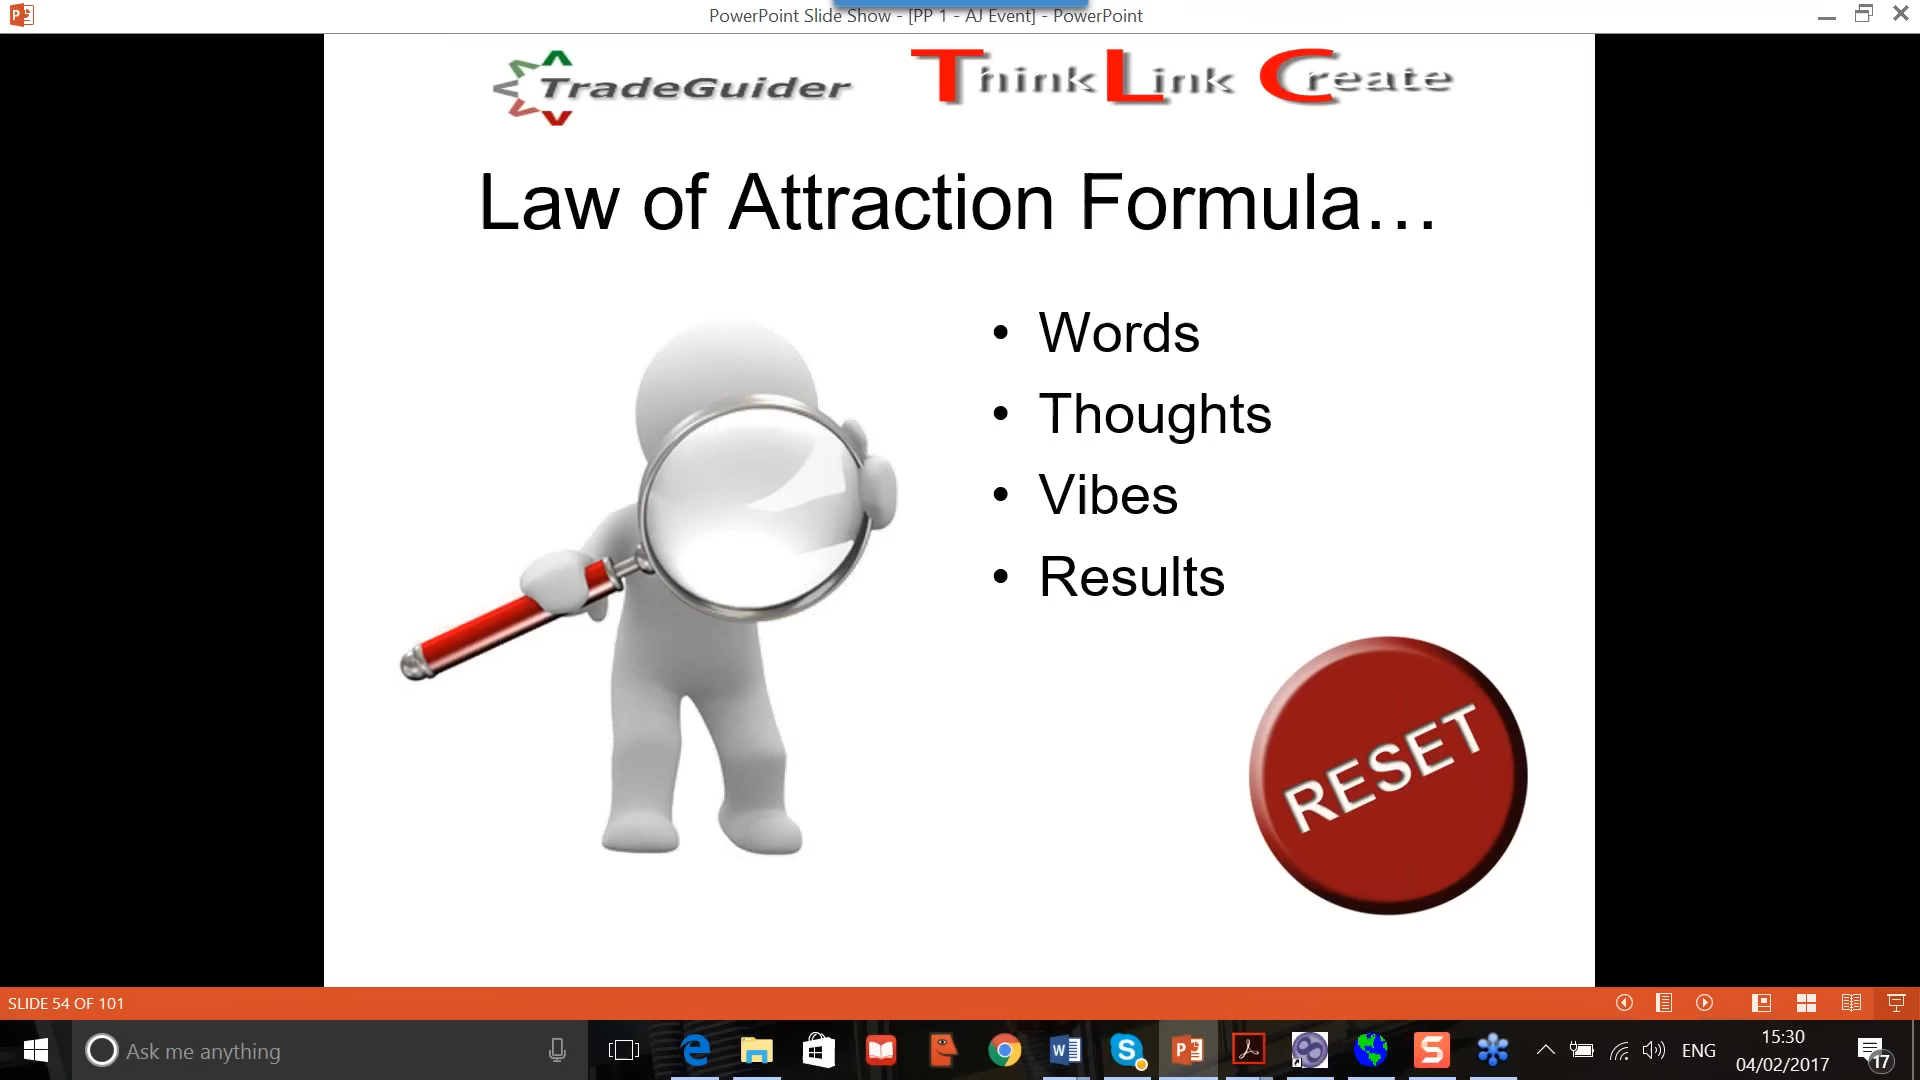 PowerPoint Slide Show - [PP 1 - AJ Event] - PowerPoint
TradeGuider
Think Link Create
Law of Attraction Formula…
• Words
• Thoughts
• Vibes
• Results
RESET
SLIDE 54 OF 101
Ask me anything
ENG
15:30
04/02/2017
17